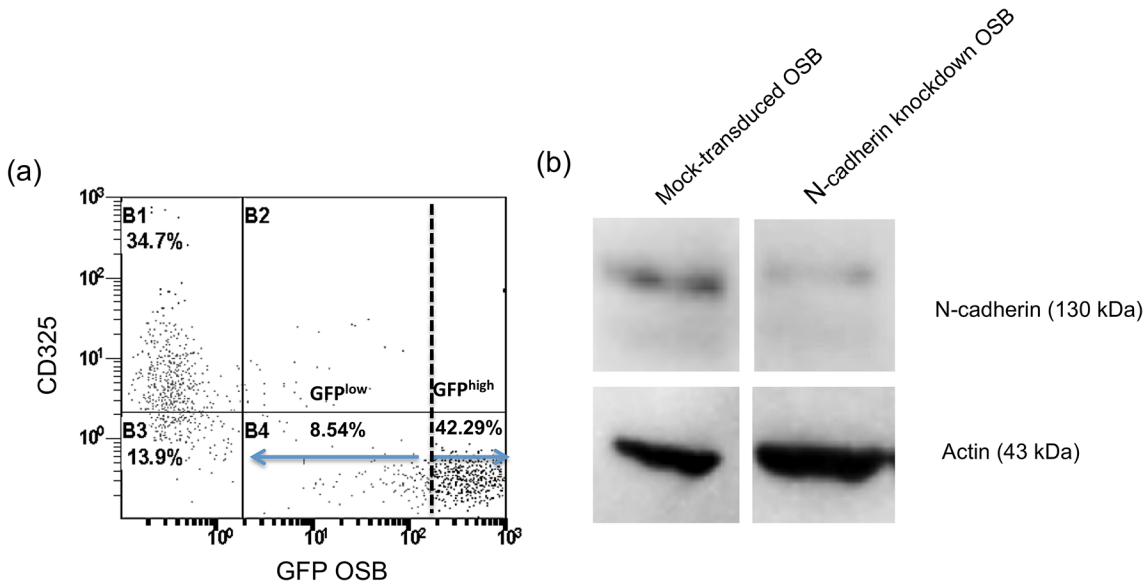 (a)
CD325
10³
10²
10¹
10⁰
B1
34.7%
B2
GFPlow
GFPhigh
B3
13.9%
B4
8.54%
42.29%
10⁰
10¹
10²
10³
GFP OSB
(b)
Mock-transduced OSB
N-cadherin knockdown OSB
N-cadherin (130 kDa)
Actin (43 kDa)